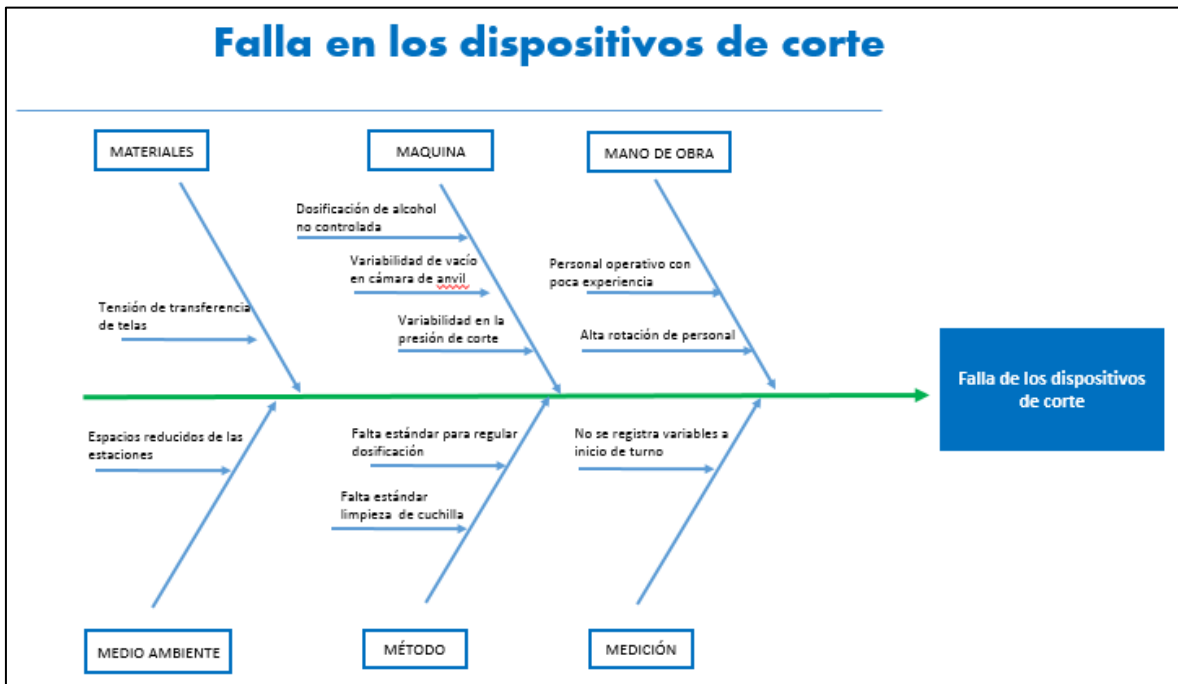 Falla en los dispositivos de corte
MATERIALES
MAQUINA
MANO DE OBRA
Dosificación de alcohol
no controlada
Variabilidad de vacío
en cámara de anvil
Personal operativo con
poca experiencia
Tensión de transferencia
de telas
Variabilidad en la
presión de corte
Alta rotación de personal
Falla de los dispositivos
de corte
Espacios reducidos de las
estaciones
Falta estándar para regular
dosificación
No se registra variables a
inicio de turno
Falta estándar
limpieza de cuchilla
MEDIO AMBIENTE
MÉTODO
MEDICIÓN